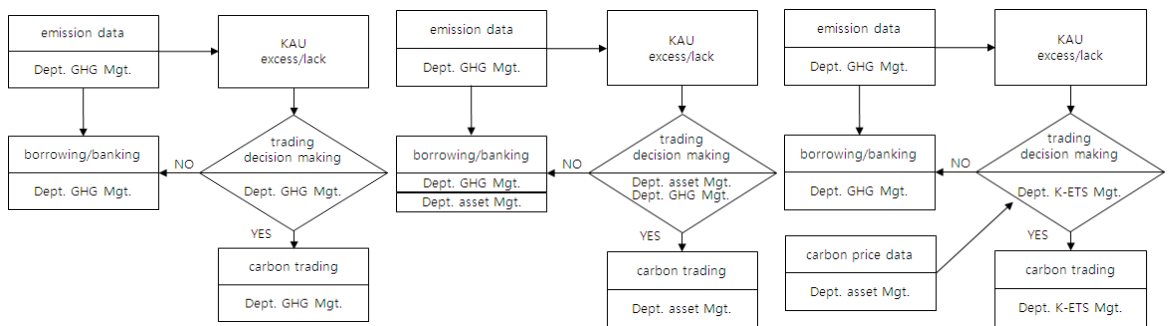 emission data
Dept. GHG Mgt.
KAU
excess/lack
borrowing/banking
Dept. GHG Mgt.
NO
trading
decision making
Dept. GHG Mgt.
YES
carbon trading
Dept. GHG Mgt.
emission data
Dept. GHG Mgt.
KAU
excess/lack
borrowing/banking
Dept. GHG Mgt.
Dept. asset Mgt.
NO
trading
decision making
Dept. asset Mgt.
Dept. GHG Mgt.
YES
carbon trading
Dept. asset Mgt.
emission data
Dept. GHG Mgt.
KAU
excess/lack
borrowing/banking
Dept. GHG Mgt.
NO
trading
decision making
Dept. K-ETS Mgt.
carbon price data
Dept. asset Mgt.
YES
carbon trading
Dept. K-ETS Mgt.